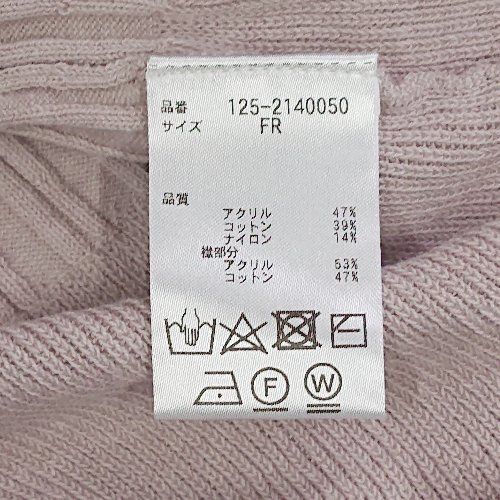 品番 125-2140050
サイズ FR
品質
アクリル 47%
コットン 39%
ナイロン 14%
襟部分
アクリル 53%
コットン 47%
F W